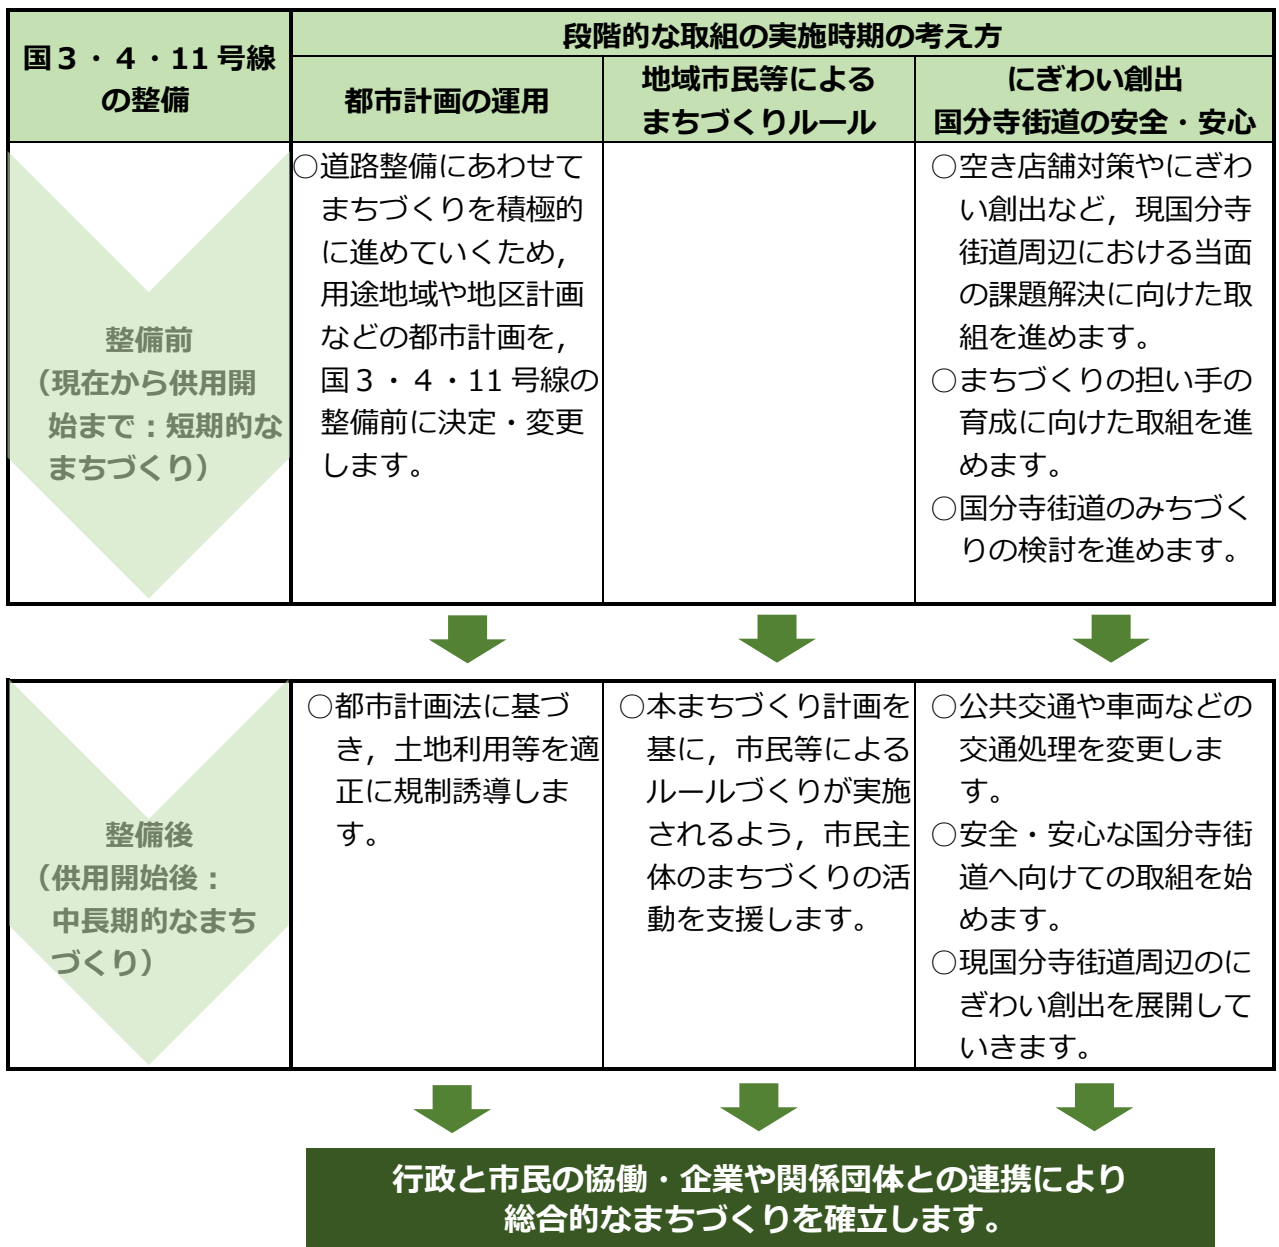 国３・４・11号線
の整備
段階的な取組の実施時期の考え方
都市計画の運用
地域市民等による
まちづくりルール
にぎわい創出
国分寺街道の安全・安心
整備前
（現在から供用開
始まで：短期的な
まちづくり）
○道路整備にあわせて
まちづくりを積極的
に進めていくため，
用途地域や地区計画
などの都市計画を，
国３・４・11号線の
整備前に決定・変更
します。
○空き店舗対策やにぎわ
い創出など，現国分寺
街道周辺における当面
の課題解決に向けた取
組を進めます。
○まちづくりの担い手の
育成に向けた取組を進
めます。
○国分寺街道のみちづく
りの検討を進めます。
整備後
（供用開始後：
中長期的なまち
づくり）
○都市計画法に基づ
き，土地利用等を適
正に規制誘導しま
す。
○本まちづくり計画を
基に，市民等による
ルールづくりが実施
されるよう，市民主
体のまちづくりの活
動を支援します。
○公共交通や車両などの
交通処理を変更しま
す。
○安全・安心な国分寺街
道へ向けての取組を始
めます。
○現国分寺街道周辺のに
ぎわい創出を展開して
いきます。
行政と市民の協働・企業や関係団体との連携により
総合的なまちづくりを確立します。